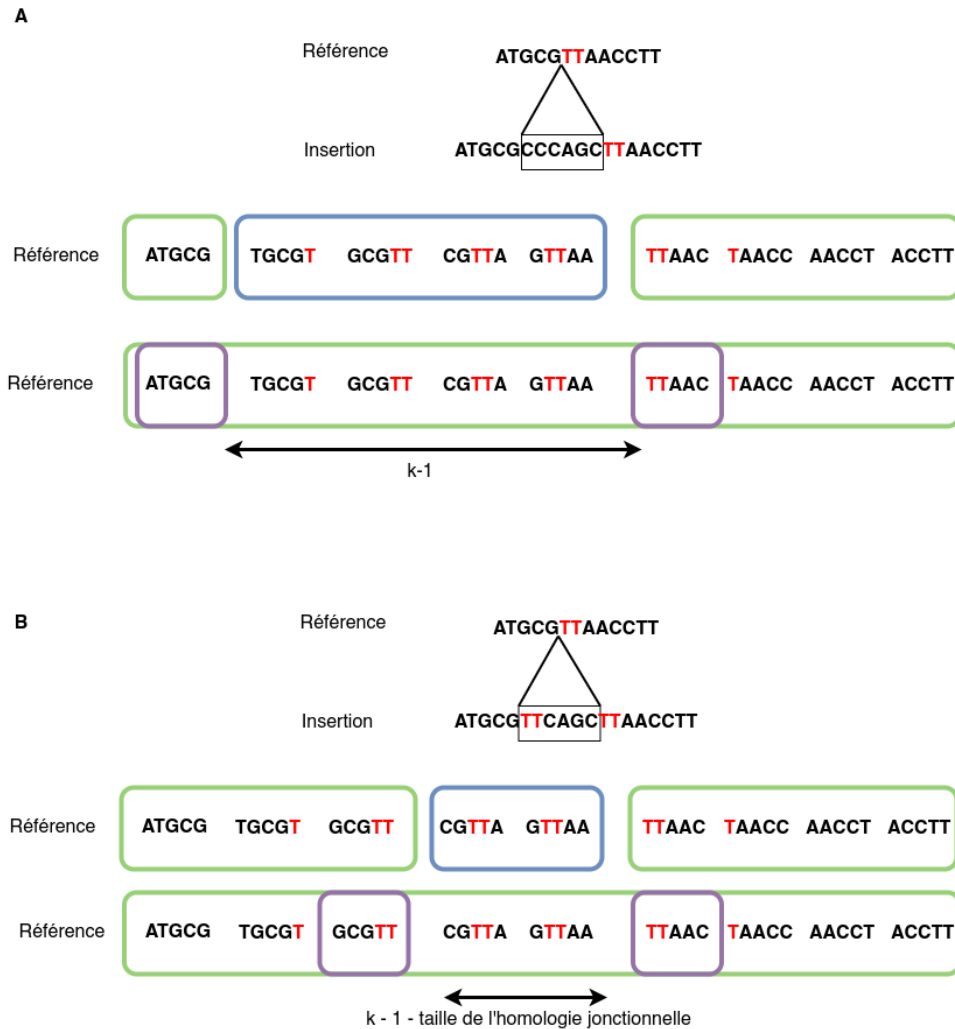 A
Référence ATGCGTTAACCTT
Insertion ATGCGCCCAGCTTAACCTT
Référence ATGCG TGCGT GCGTT CGTTA GTTAA TTAAC TAACC AACCT ACCTT
Référence ATGCG TGCGT GCGTT CGTTA GTTAA TTAAC TAACC AACCT ACCTT
k-1
B
Référence ATGCGTTAACCTT
Insertion ATGCGTTCAGCTTAACCTT
Référence ATGCG TGCGT GCGTT CGTTA GTTAA TTAAC TAACC AACCT ACCTT
Référence ATGCG TGCGT GCGTT CGTTA GTTAA TTAAC TAACC AACCT ACCTT
k - 1 - taille de l'homologie jonctionnelle